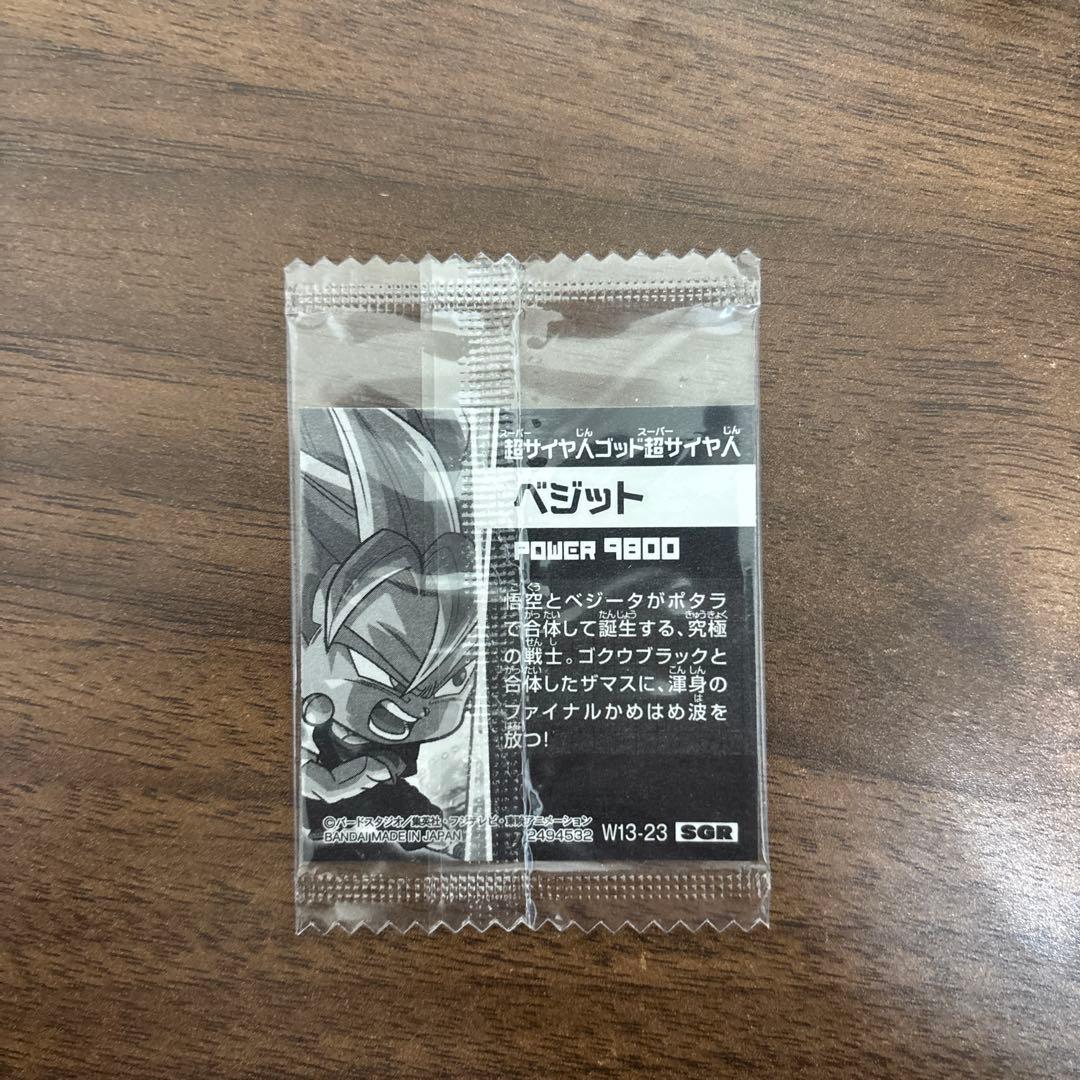 超サイヤ人ゴッド超サイヤ人
ベジット
POWER 9800
悟空とベジータがポタラ
で合体して誕生する、究極
の戦士。ゴクウブラックと
合体したザマスに、渾身の
ファイナルかめはめ波を
放つ!
©バードスタジオ/集英社・フジテレビ・東映アニメーション
BANDAI MADE IN JAPAN 2494532 W13-23 SGR